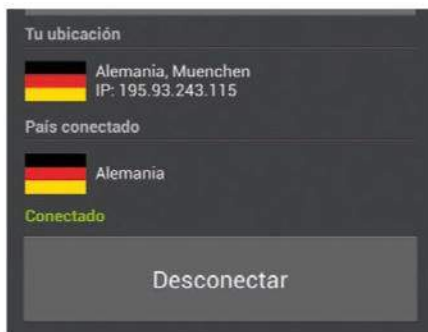 Tu ubicación
Alemania, Muenchen
IP: 195.93.243.115
País conectado
Alemania
Conectado
Desconectar